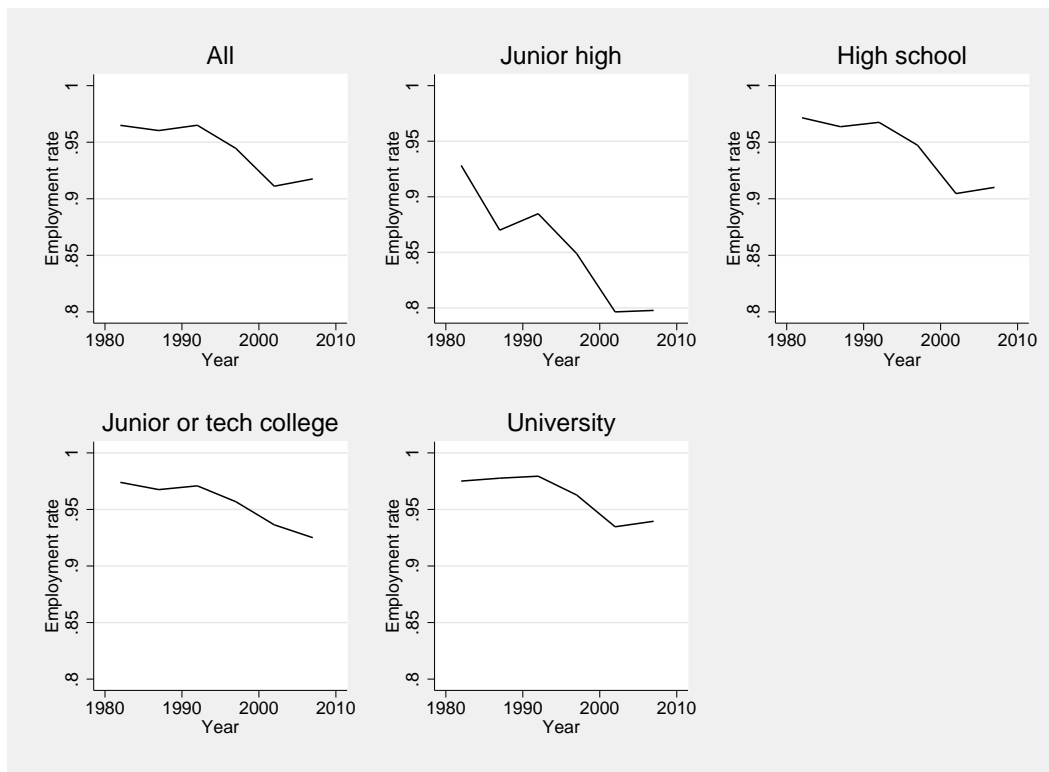 All
Employment rate
1
.95
.9
.85
.8
1980 1990 2000 2010
Year
Junior high
Employment rate
1
.95
.9
.85
.8
1980 1990 2000 2010
Year
High school
Employment rate
1
.95
.9
.85
.8
1980 1990 2000 2010
Year
Junior or tech college
Employment rate
1
.95
.9
.85
.8
1980 1990 2000 2010
Year
University
Employment rate
1
.95
.9
.85
.8
1980 1990 2000 2010
Year